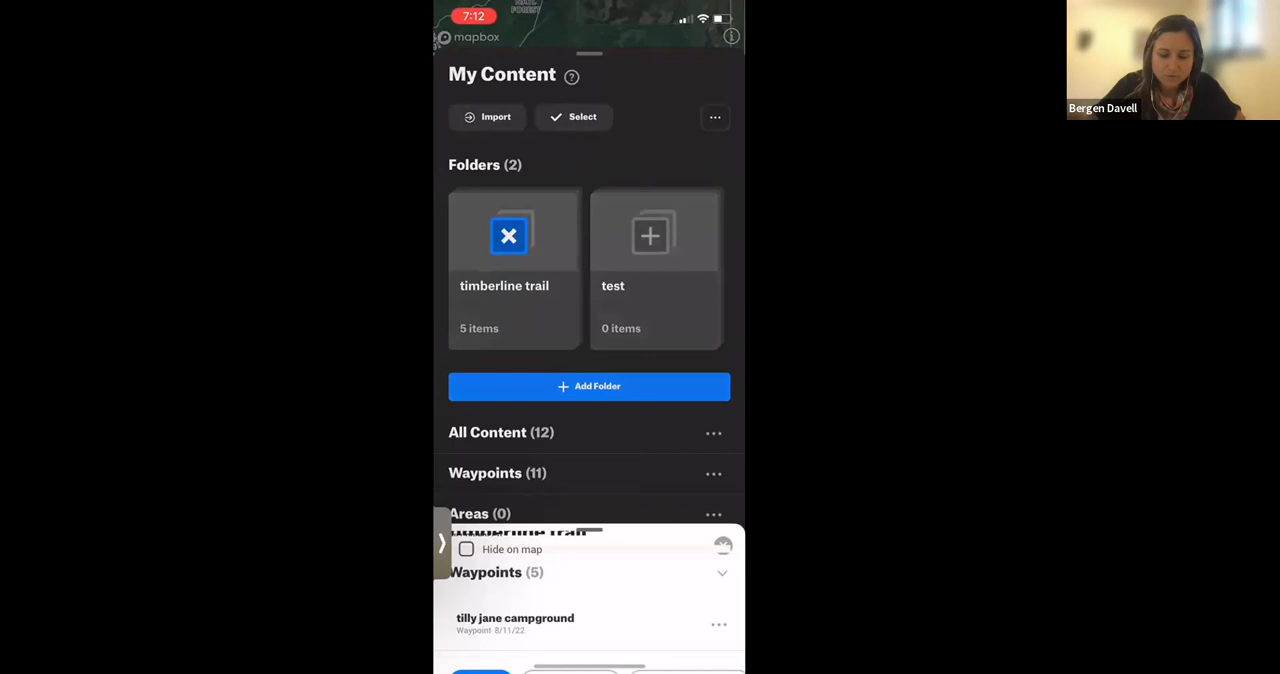 NAT'L
FOREST
7:12
mapbox
My Content ?
Import
Select
Folders (2)
timberline trail
5 items
test
0 items
Add Folder
All Content (12)
Waypoints (11)
Areas (0)
Hide on map
Waypoints (5)
tilly jane campground
Waypoint 8/11/22
Bergen Davell